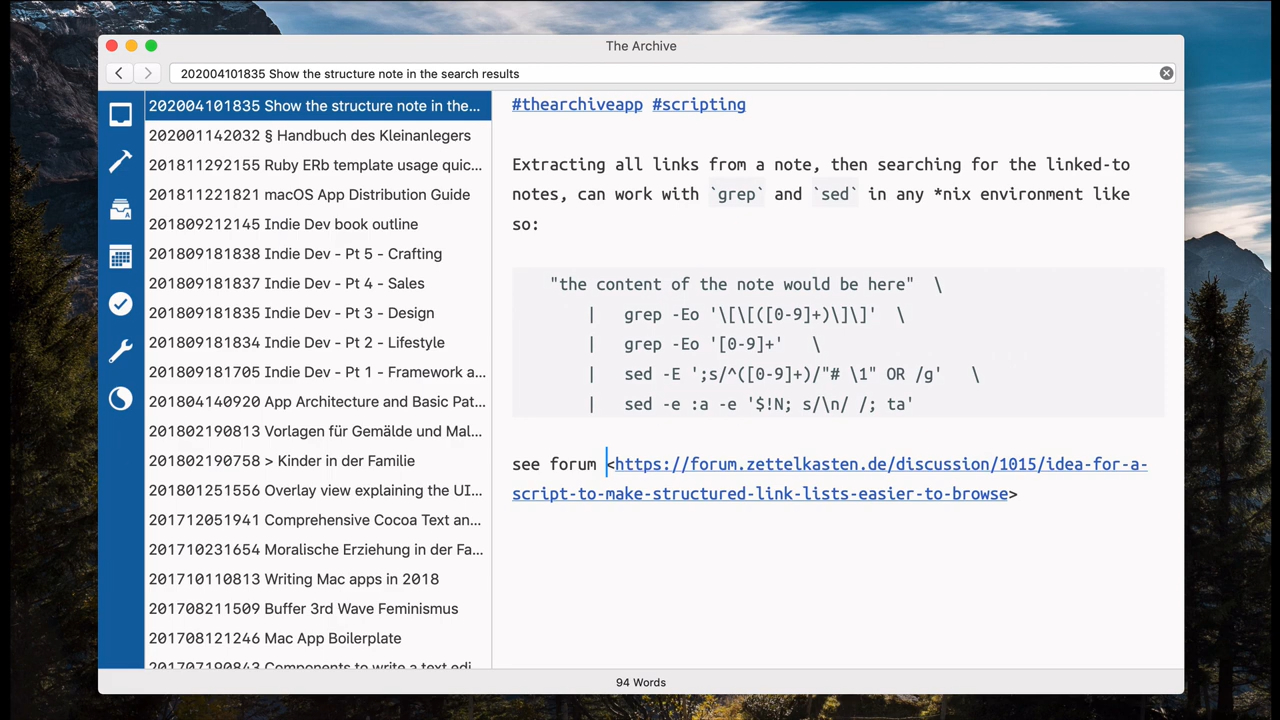 The Archive
202004101835 Show the structure note in the search results
202004101835 Show the structure note in the...
202001142032 § Handbuch des Kleinanlegers
201811292155 Ruby ERb template usage quic...
201811221821 macOS App Distribution Guide
201809212145 Indie Dev book outline
201809181838 Indie Dev - Pt 5 - Crafting
201809181837 Indie Dev - Pt 4 - Sales
201809181835 Indie Dev - Pt 3 - Design
201809181834 Indie Dev - Pt 2 - Lifestyle
201809181705 Indie Dev - Pt 1 - Framework a...
201804140920 App Architecture and Basic Pat...
201802190813 Vorlagen für Gemälde und Mal...
201802190758 > Kinder in der Familie
201801251556 Overlay view explaining the UI...
201712051941 Comprehensive Cocoa Text an...
201710231654 Moralische Erziehung in der Fa...
201710110813 Writing Mac apps in 2018
201708211509 Buffer 3rd Wave Feminismus
201708121246 Mac App Boilerplate
201707190843 Components to write a text edi...
#thearchiveapp #scripting
Extracting all links from a note, then searching for the linked-to
notes, can work with `grep` and `sed` in any *nix environment like
so:
"the content of the note would be here" \
| grep -Eo '\[\[([0-9]+)\]\]' \
| grep -Eo '[0-9]+' \
| sed -E ';s/^([0-9]+)/"# \1" OR /g' \
| sed -e :a -e '$!N; s/\n/ /; ta'
see forum <https://forum.zettelkasten.de/discussion/1015/idea-for-a-
script-to-make-structured-link-lists-easier-to-browse>
94 Words